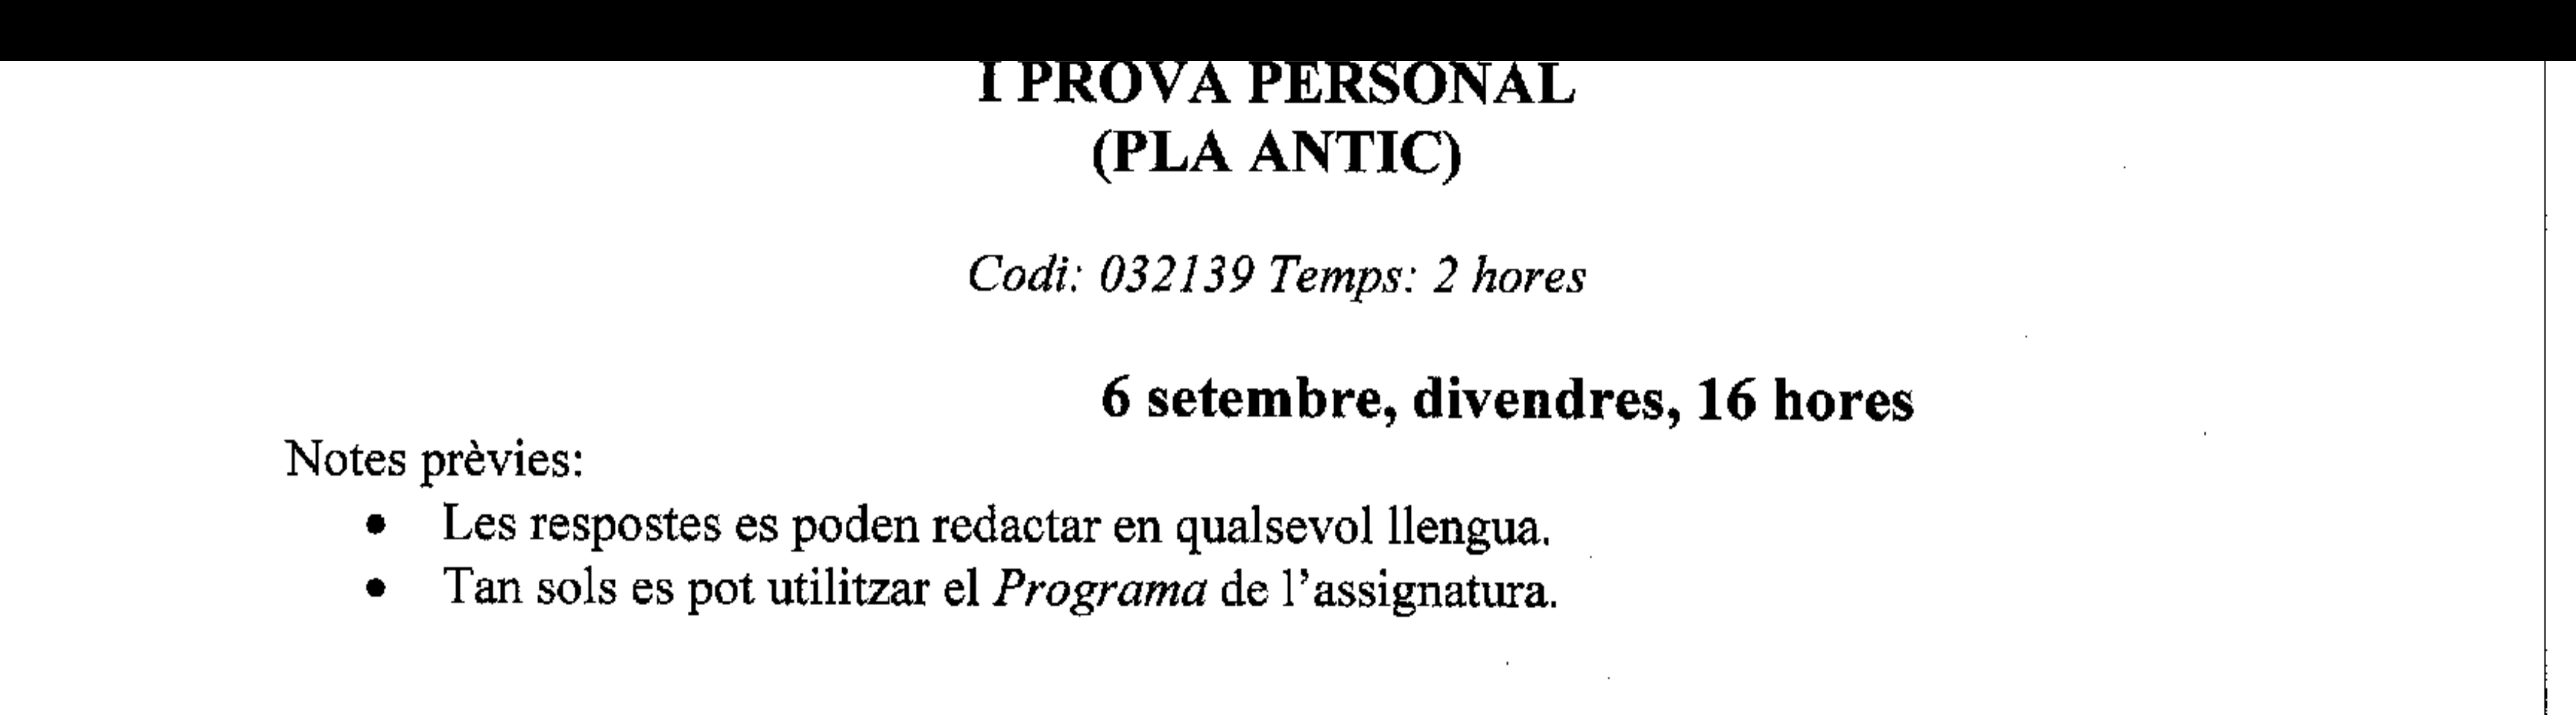 I PROVA PERSONAL
(PLA ANTIC)
Codi: 032139 Temps: 2 hores
6 setembre, divendres, 16 hores
Notes prèvies:
• Les respostes es poden redactar en qualsevol llengua.
• Tan sols es pot utilitzar el Programa de l'assignatura.